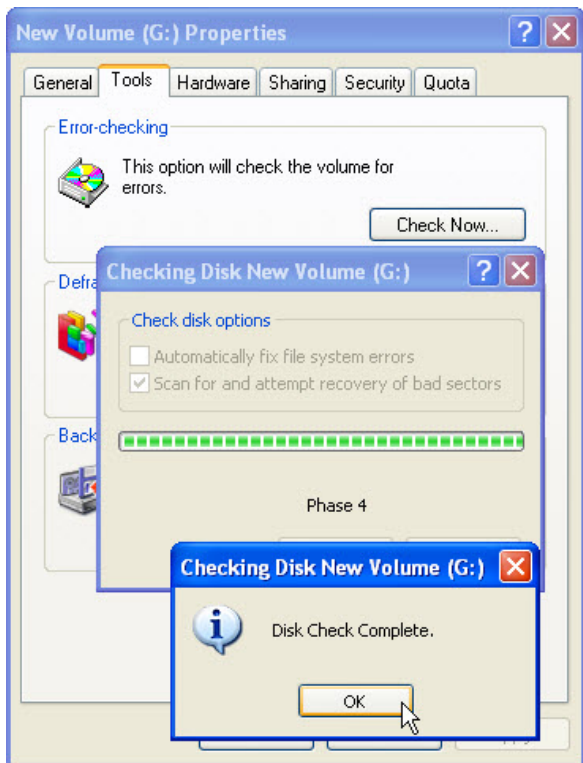 New Volume (G:) Properties
General Tools Hardware Sharing Security Quota
Error-checking
This option will check the volume for
errors.
Check Now...
Defra
Checking Disk New Volume (G:)
Check disk options
Automatically fix file system errors
Scan for and attempt recovery of bad sectors
Back
Phase 4
Checking Disk New Volume (G:)
Disk Check Complete.
OK